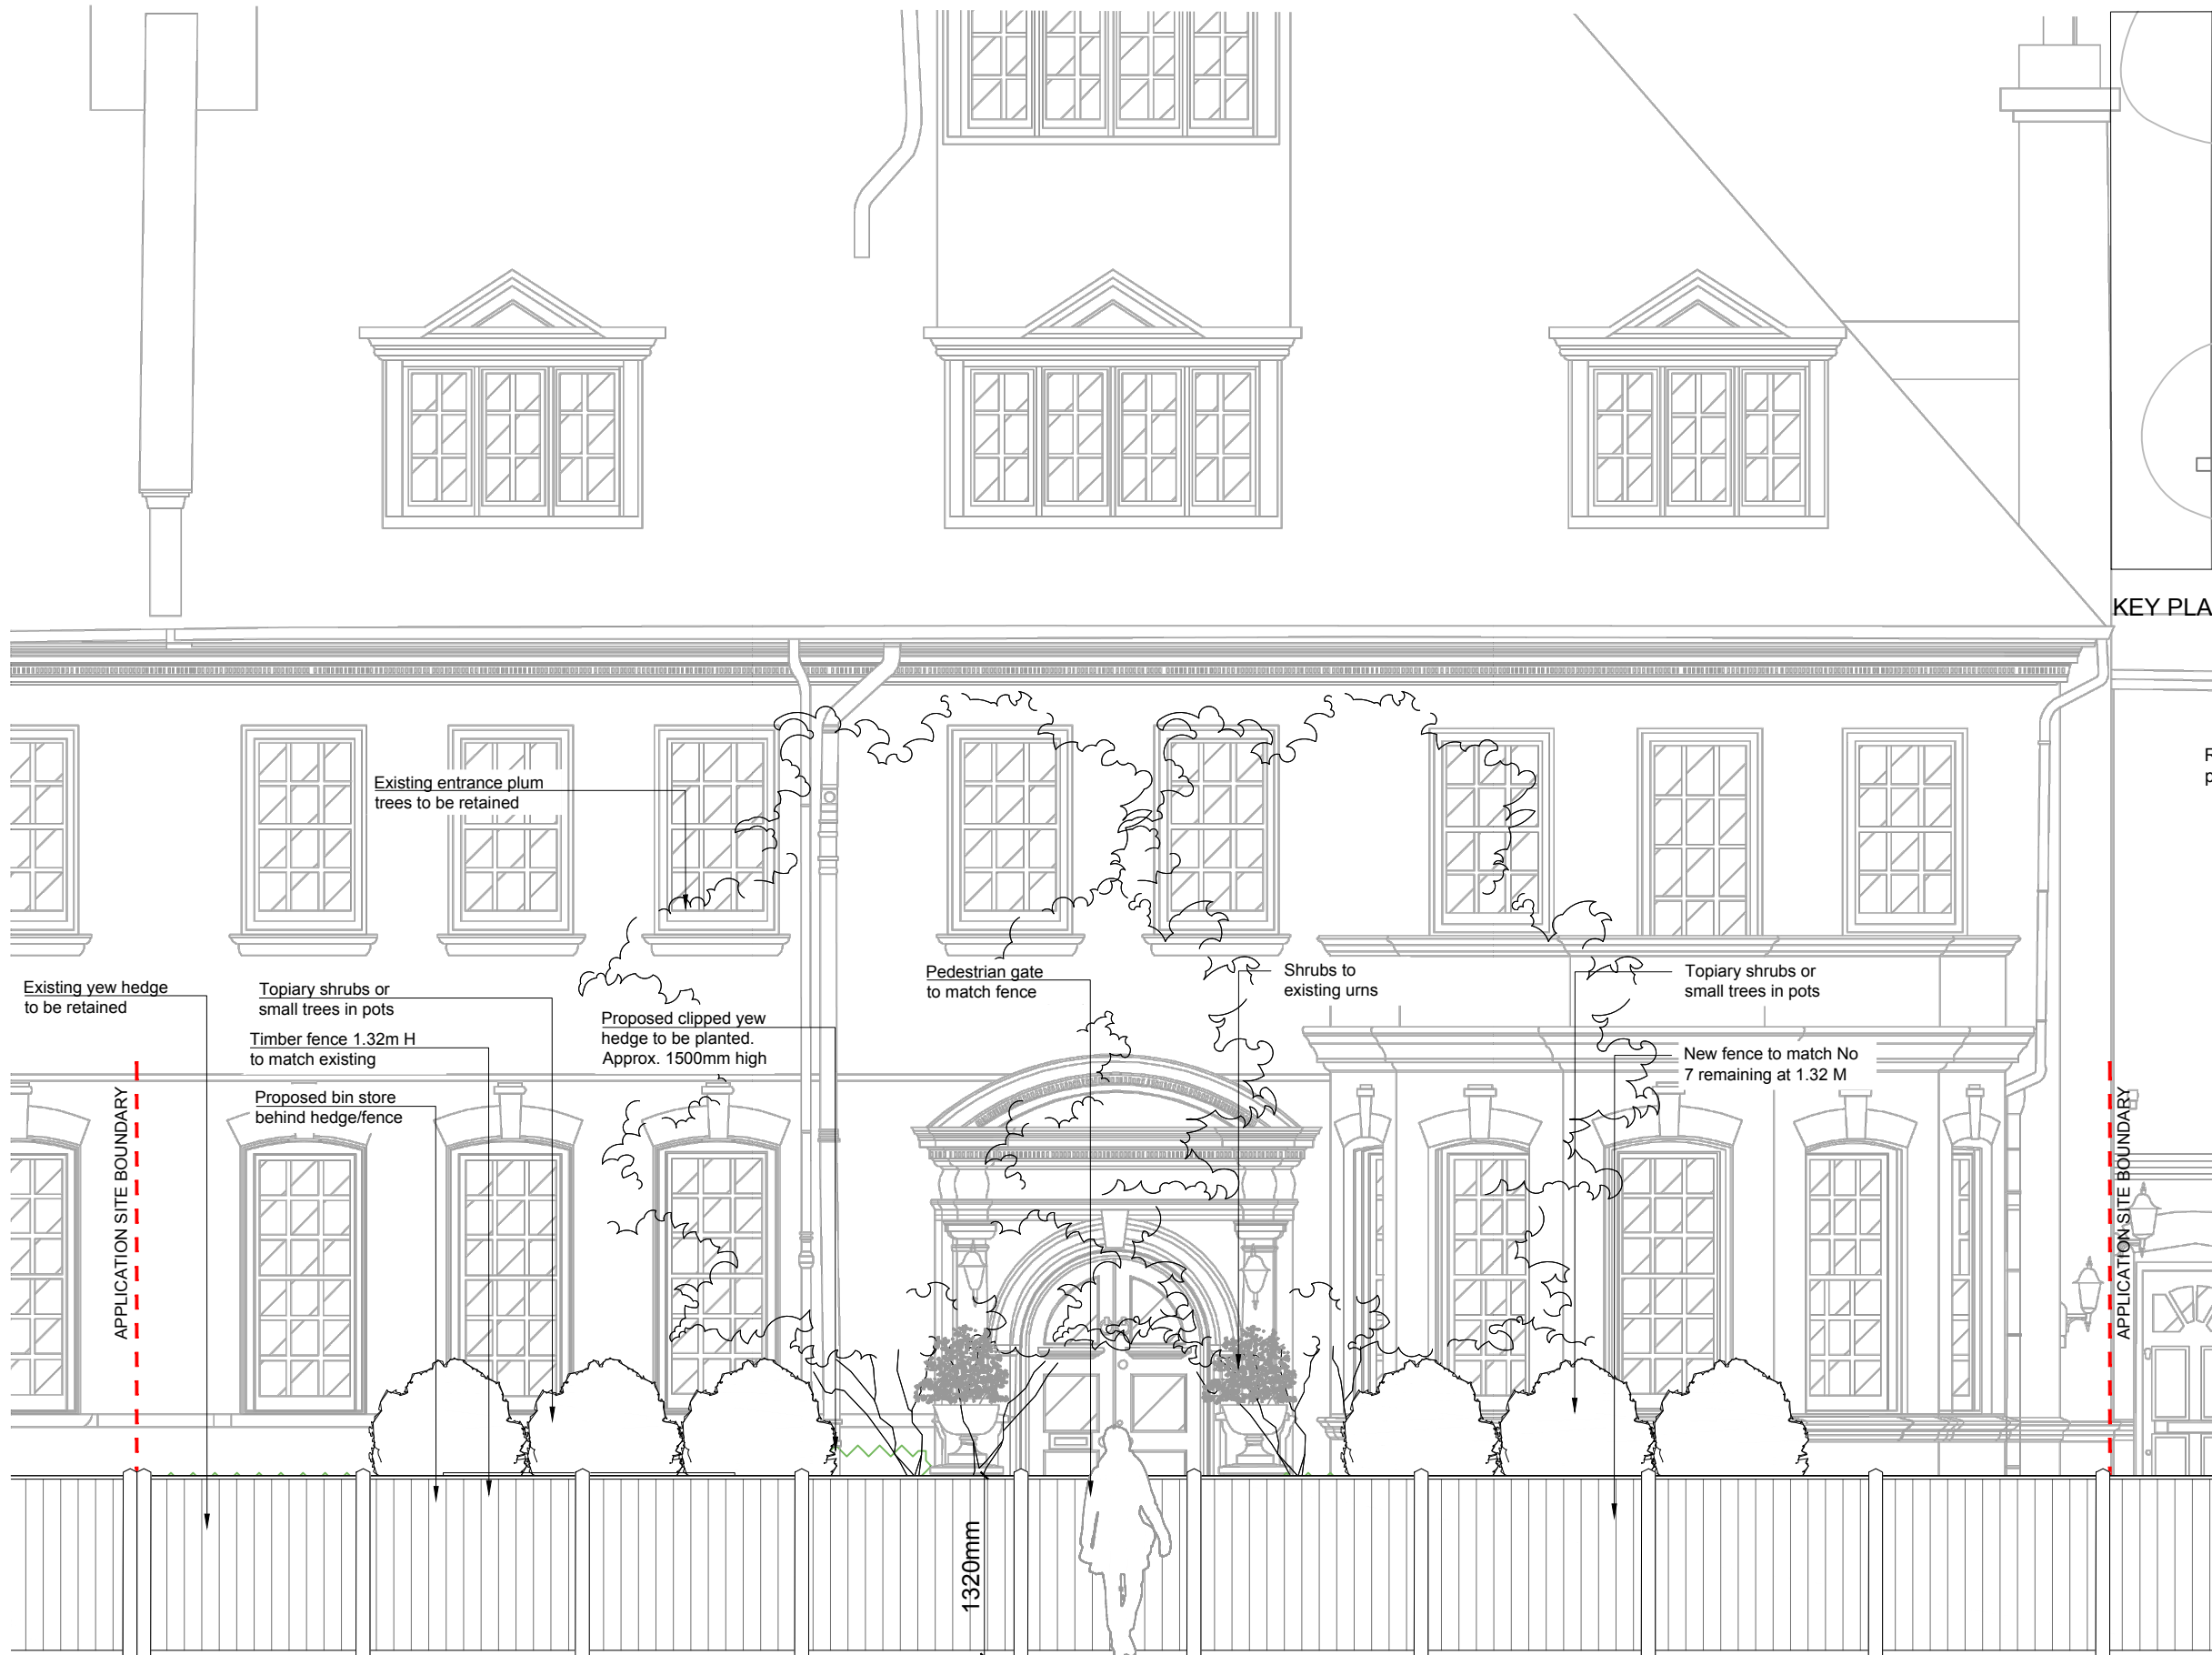 KEY PLA
R
p
Existing entrance plum
trees to be retained
Existing yew hedge
to be retained
Topiary shrubs or
small trees in pots
Timber fence 1.32m H
to match existing
Proposed bin store
behind hedge/fence
Proposed clipped yew
hedge to be planted.
Approx. 1500mm high
Pedestrian gate
to match fence
Shrubs to
existing urns
Topiary shrubs or
small trees in pots
New fence to match No
7 remaining at 1.32 M
APPLICATION SITE BOUNDARY
APPLICATION SITE BOUNDARY
1320mm